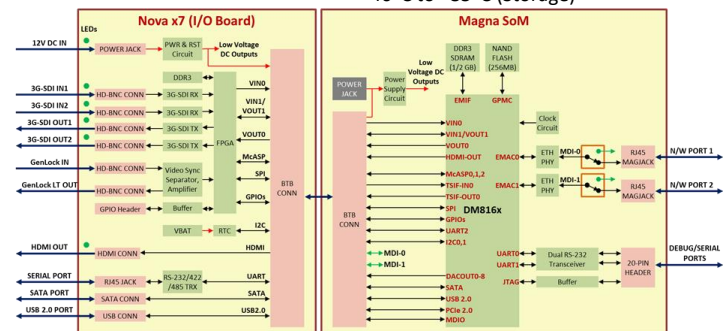 -40°C to +85°C (Storage)
Nova x7 (I/O Board)
Magna SoM
LEDs
12V DC IN
POWER JACK
PWR & RST
Circuit
Low Voltage
DC Outputs
DDR3
3G-SDI IN1
HD-BNC CONN
3G-SDI RX
VIN0
3G-SDI IN2
HD-BNC CONN
3G-SDI RX
VIN1/
VOUT1
3G-SDI OUT1
HD-BNC CONN
3G-SDI TX
3G-SDI OUT2
HD-BNC CONN
3G-SDI TX
VOUT0
FPGA
GenLock IN
HD-BNC CONN
Video Sync
Separator,
Amplifier
McASP
SPI
GenLock LT OUT
HD-BNC CONN
GPIO Header
Buffer
GPIOs
VBAT
RTC
I2C
HDMI OUT
HDMI CONN
HDMI
SERIAL PORT
RJ45 JACK
RS-232/422
/485 TRX
UART
SATA PORT
SATA CONN
SATA
USB 2.0 PORT
USB CONN
USB2.0
BTB
CONN
POWER
JACK
Power
Supply
Circuit
Low
Voltage
DC Outputs
DDR3
SDRAM
(1/2 GB)
NAND
FLASH
(256MB)
EMIF
GPMC
BTB
CONN
VIN0
VIN1/VOUT1
VOUT0
HDMI-OUT
McASP0,1,2
TSIF-IN0
TSIF-OUT0
SPI
GPIOs
UART2
I2C0,1
MDI-0
MDI-1
DACOUT0-8
SATA
USB 2.0
PCIe 2.0
MDIO
DM816x
Clock
Circuit
EMAC0
ETH
PHY
MDI-0
RJ45
MAGJACK
N/W PORT 1
EMAC1
ETH
PHY
MDI-1
RJ45
MAGJACK
N/W PORT 2
UART0
UART1
Dual RS-232
Transceiver
JTAG
Buffer
20-PIN
HEADER
DEBUG/SERIAL
PORTS